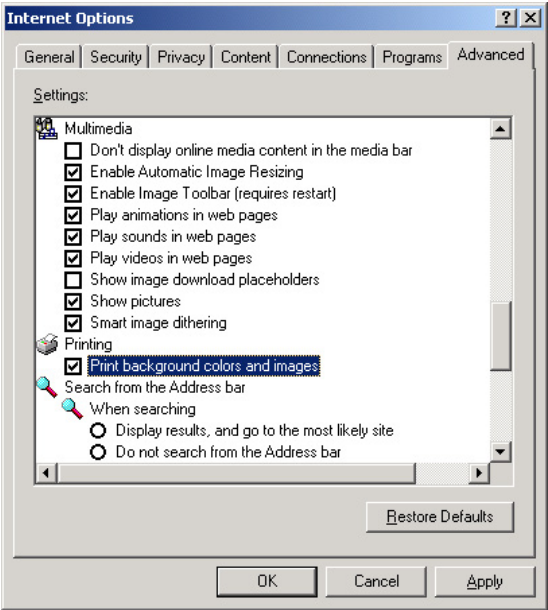 Internet Options
General Security Privacy Content Connections Programs Advanced
Settings:
Multimedia
Don't display online media content in the media bar
Enable Automatic Image Resizing
Enable Image Toolbar (requires restart)
Play animations in web pages
Play sounds in web pages
Play videos in web pages
Show image download placeholders
Show pictures
Smart image dithering
Printing
Print background colors and images
Search from the Address bar
When searching
Display results, and go to the most likely site
Do not search from the Address bar
Restore Defaults
OK Cancel Apply